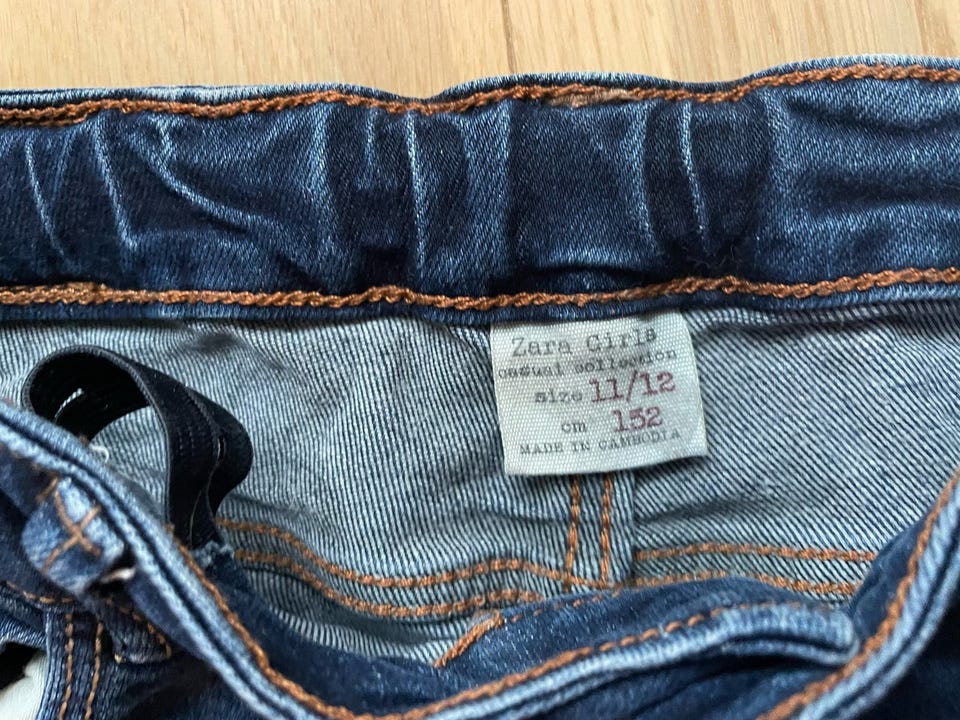 Zara Girls
casual collection
size 11/12
cm 152
MADE IN CAMBODIA